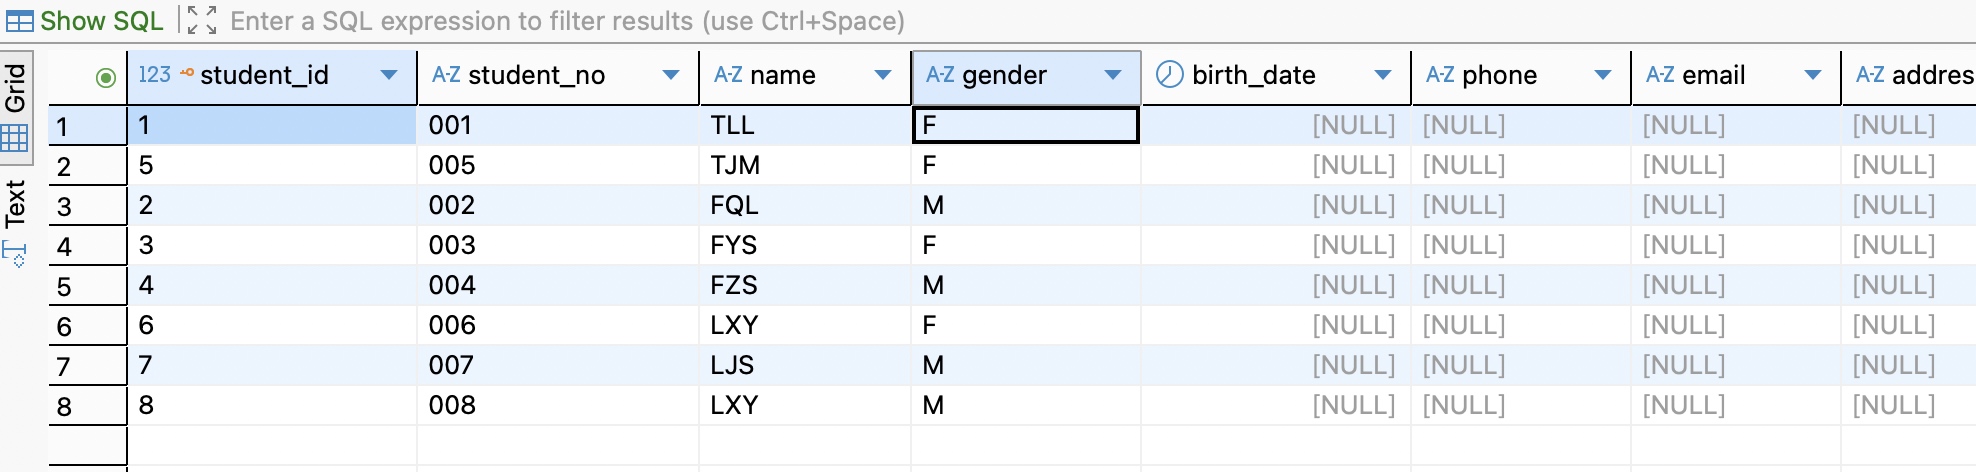 Show SQL Enter a SQL expression to filter results (use Ctrl+Space)
Grid
Text
123 student_id A-Z student_no A-Z name A-Z gender birth_date A-Z phone A-Z email A-Z addres
1 1 001 TLL F [NULL] [NULL] [NULL] [NULL]
2 5 005 TJM F [NULL] [NULL] [NULL] [NULL]
3 2 002 FQL M [NULL] [NULL] [NULL] [NULL]
4 3 003 FYS F [NULL] [NULL] [NULL] [NULL]
5 4 004 FZS M [NULL] [NULL] [NULL] [NULL]
6 6 006 LXY F [NULL] [NULL] [NULL] [NULL]
7 7 007 LJS M [NULL] [NULL] [NULL] [NULL]
8 8 008 LXY M [NULL] [NULL] [NULL] [NULL]